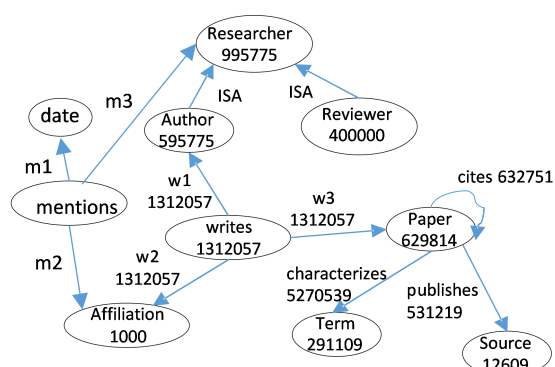 Researcher
995775
m3
ISA
ISA
date
Author
595775
Reviewer
400000
m1
w1
1312057
cites 632751
mentions
w3
1312057
writes
1312057
Paper
629814
m2
w2
1312057
characterizes
5270539
publishes
531219
Affiliation
1000
Term
291109
Source
12609